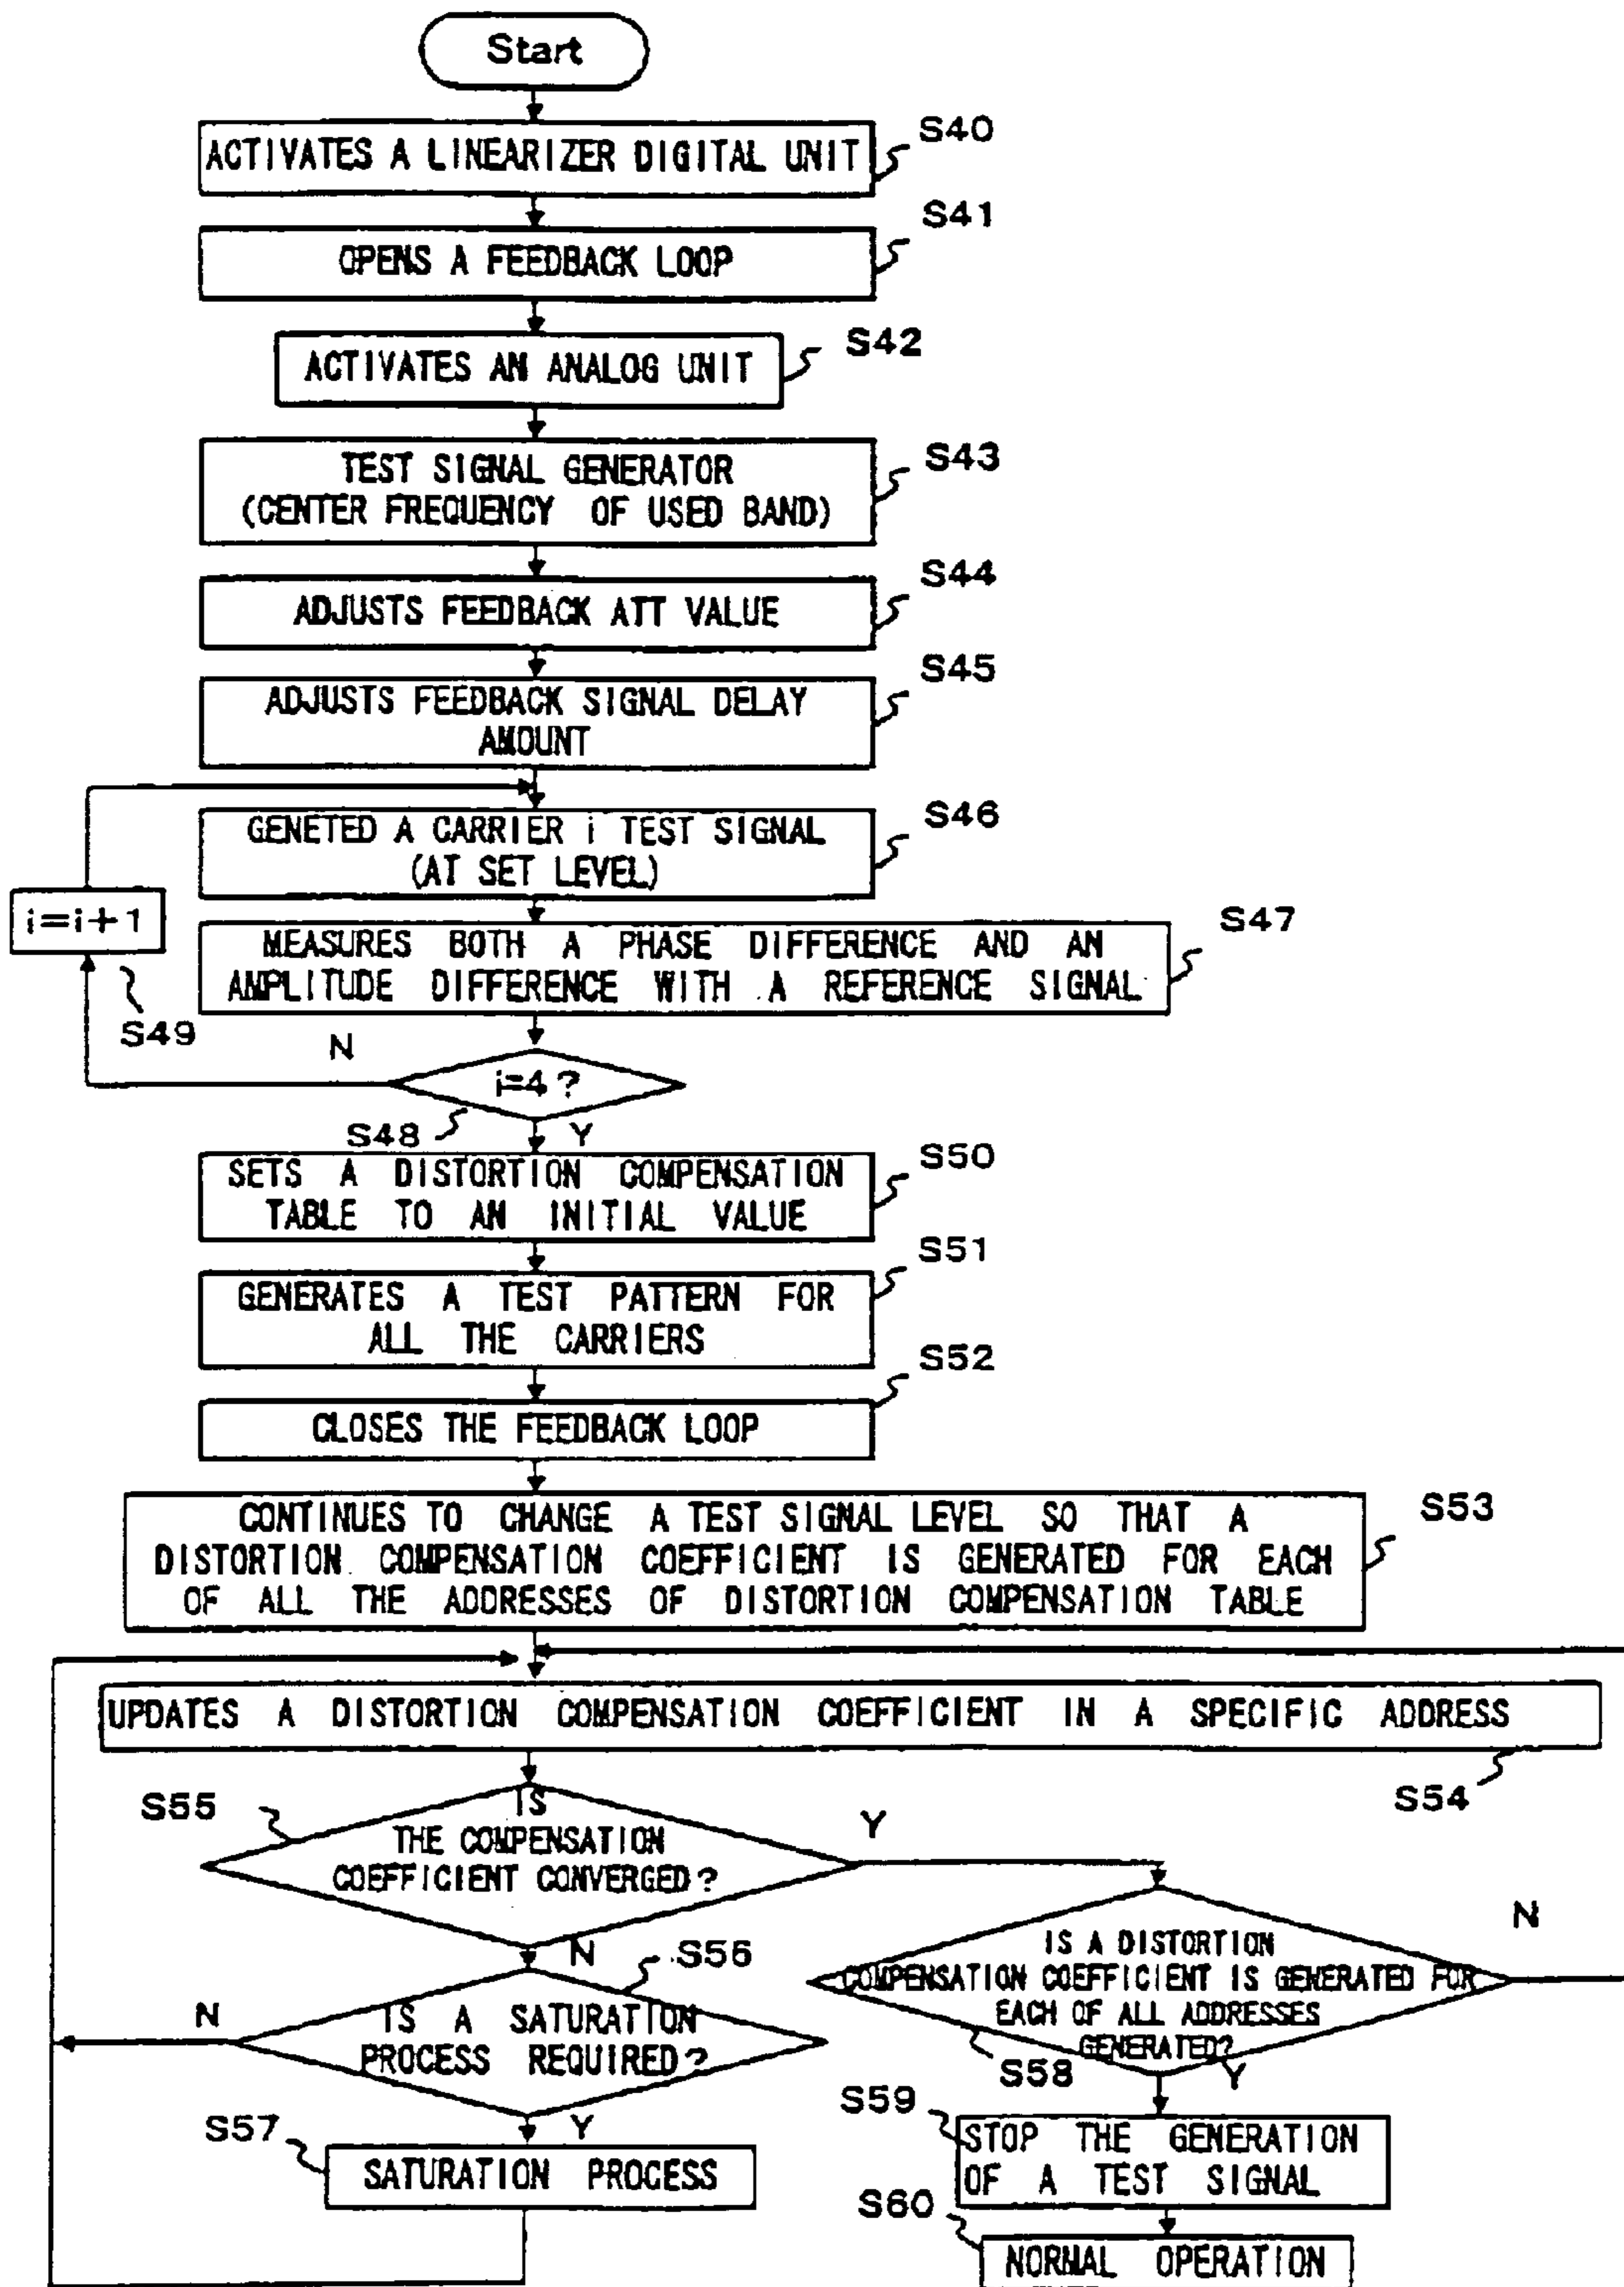 Start
S40
ACTIVATES A LINEARIZER DIGITAL UNIT
S41
OPENS A FEEDBACK LOOP
S42
ACTIVATES AN ANALOG UNIT
S43
TEST SIGNAL GENERATOR
(CENTER FREQUENCY OF USED BAND)
S44
ADJUSTS FEEDBACK ATT VALUE
S45
ADJUSTS FEEDBACK SIGNAL DELAY
AMOUNT
S46
GENETED A CARRIER i TEST SIGNAL
(AT SET LEVEL)
i=i+1
S49
S47
MEASURES BOTH A PHASE DIFFERENCE AND AN
AMPLITUDE DIFFERENCE WITH A REFERENCE SIGNAL
N
i=4?
S48
Y
S50
SETS A DISTORTION COMPENSATION
TABLE TO AN INITIAL VALUE
S51
GENERATES A TEST PATTERN FOR
ALL THE CARRIERS
S52
CLOSES THE FEEDBACK LOOP
S53
CONTINUES TO CHANGE A TEST SIGNAL LEVEL SO THAT A
DISTORTION COMPENSATION COEFFICIENT IS GENERATED FOR EACH
OF ALL THE ADDRESSES OF DISTORTION COMPENSATION TABLE
UPDATES A DISTORTION COMPENSATION COEFFICIENT IN A SPECIFIC ADDRESS
S54
S55
IS
THE COMPENSATION
COEFFICIENT CONVERGED?
Y
N
S56
N
IS A SATURATION
PROCESS REQUIRED?
Y
S57
SATURATION PROCESS
N
IS A DISTORTION
COMPENSATION COEFFICIENT IS GENERATED FOR
EACH OF ALL ADDRESSES
GENERATED?
S58
Y
S59
STOP THE GENERATION
OF A TEST SIGNAL
S60
NORMAL OPERATION